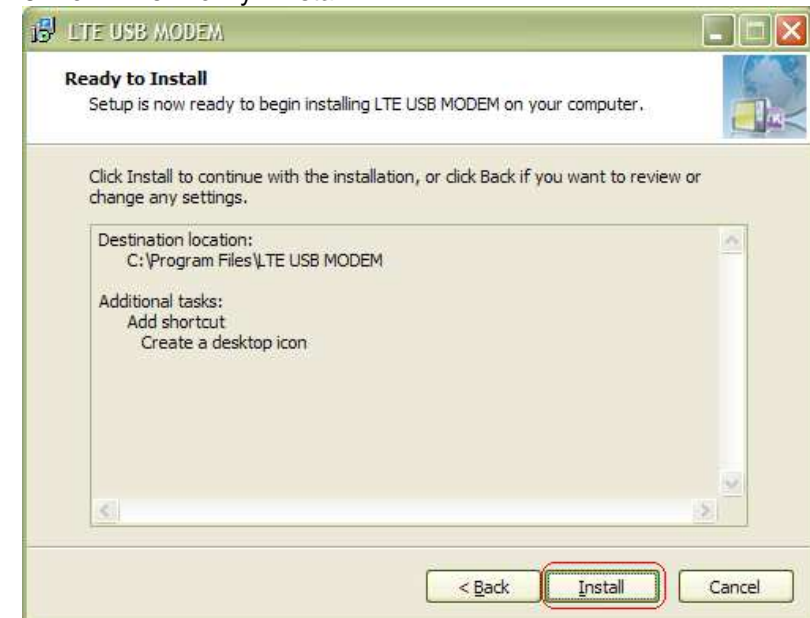 LTE USB MODEM
Ready to Install
Setup is now ready to begin installing LTE USB MODEM on your computer.
Click Install to continue with the installation, or click Back if you want to review or
change any settings.
Destination location:
C:\Program Files\LTE USB MODEM
Additional tasks:
Add shortcut
Create a desktop icon
< Back
Install
Cancel